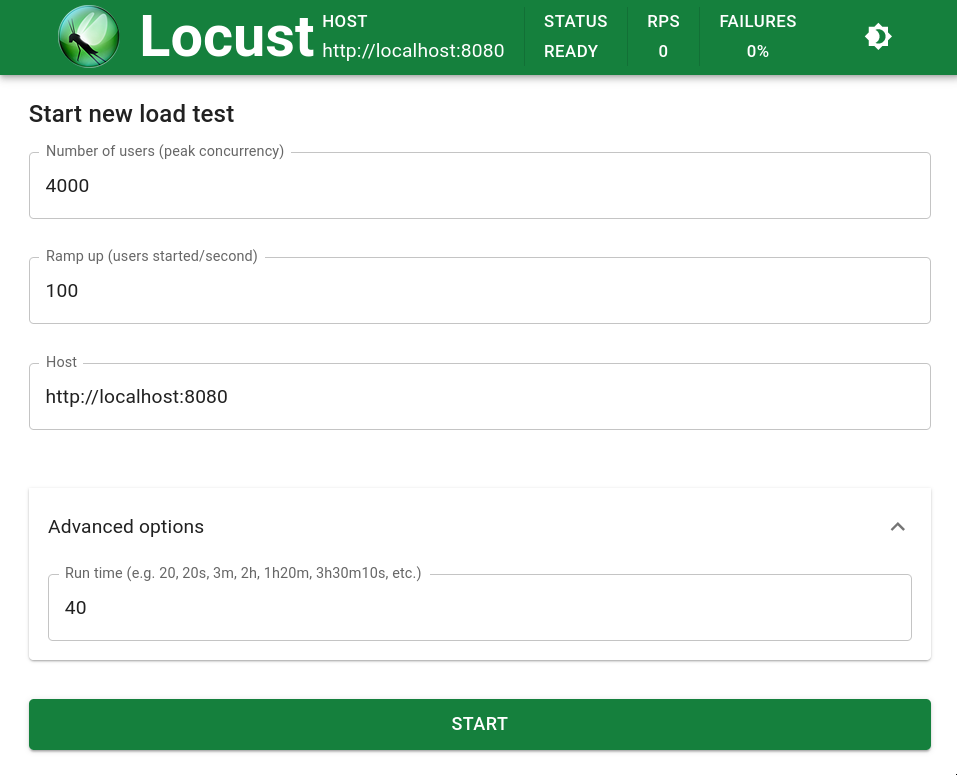 Locust
HOST
http://localhost:8080
STATUS
READY
RPS
0
FAILURES
0%
Start new load test
Number of users (peak concurrency)
4000
Ramp up (users started/second)
100
Host
http://localhost:8080
Advanced options
Run time (e.g. 20, 20s, 3m, 2h, 1h20m, 3h30m10s, etc.)
40
START